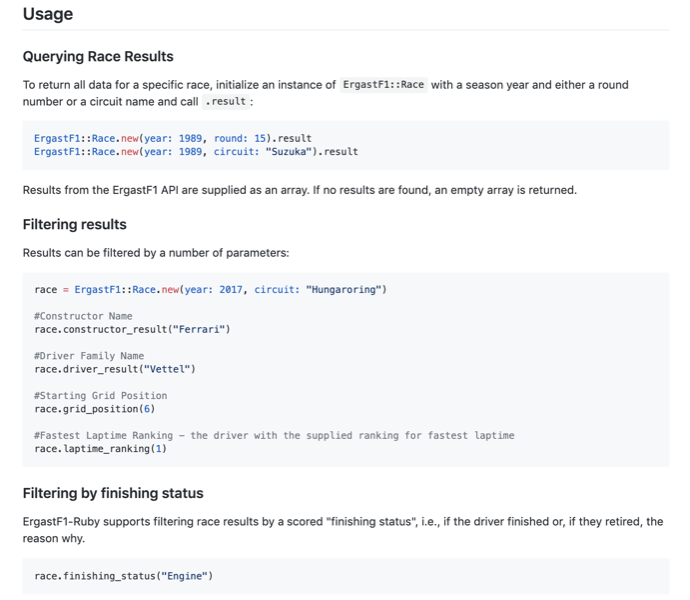 Usage
Querying Race Results
To return all data for a specific race, initialize an instance of ErgastF1::Race with a season year and either a round
number or a circuit name and call .result :
ErgastF1::Race.new(year: 1989, round: 15).result
ErgastF1::Race.new(year: 1989, circuit: "Suzuka").result
Results from the ErgastF1 API are supplied as an array. If no results are found, an empty array is returned.
Filtering results
Results can be filtered by a number of parameters:
race = ErgastF1::Race.new(year: 2017, circuit: "Hungaroring")
#Constructor Name
race.constructor_result("Ferrari")
#Driver Family Name
race.driver_result("Vettel")
#Starting Grid Position
race.grid_position(6)
#Fastest Laptime Ranking – the driver with the supplied ranking for fastest laptime
race.laptime_ranking(1)
Filtering by finishing status
ErgastF1-Ruby supports filtering race results by a scored "finishing status", i.e., if the driver finished or, if they retired, the
reason why.
race.finishing_status("Engine")